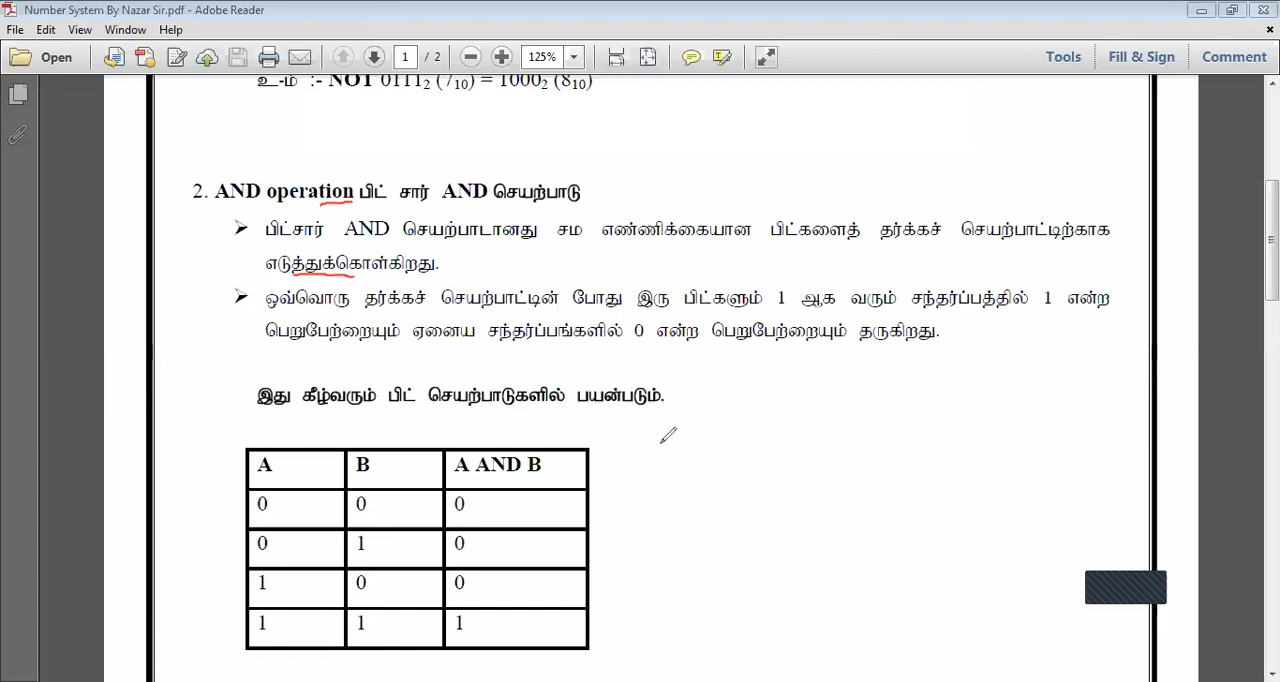 Number System By Nazar Sir.pdf - Adobe Reader
File Edit View Window Help
Open 1 / 2 125% Tools Fill & Sign Comment
உ-ம் :- NOT 0111₂ (7₁₀) = 1000₂ (8₁₀)
2. AND operation பிட் சார் AND செயற்பாடு
பிட்சார் AND செயற்பாடானது சம எண்ணிக்கையான பிட்களைத் தர்க்கச் செயற்பாட்டிற்காக
எடுத்துக்கொள்கிறது.
ஒவ்வொரு தர்க்கச் செயற்பாட்டின் போது இரு பிட்களும் 1 ஆக வரும் சந்தர்ப்பத்தில் 1 என்ற
பெறுபேற்றையும் ஏனைய சந்தர்ப்பங்களில் 0 என்ற பெறுபேற்றையும் தருகிறது.
இது கீழ்வரும் பிட் செயற்பாடுகளில் பயன்படும்.
A B A AND B
0 0 0
0 1 0
1 0 0
1 1 1